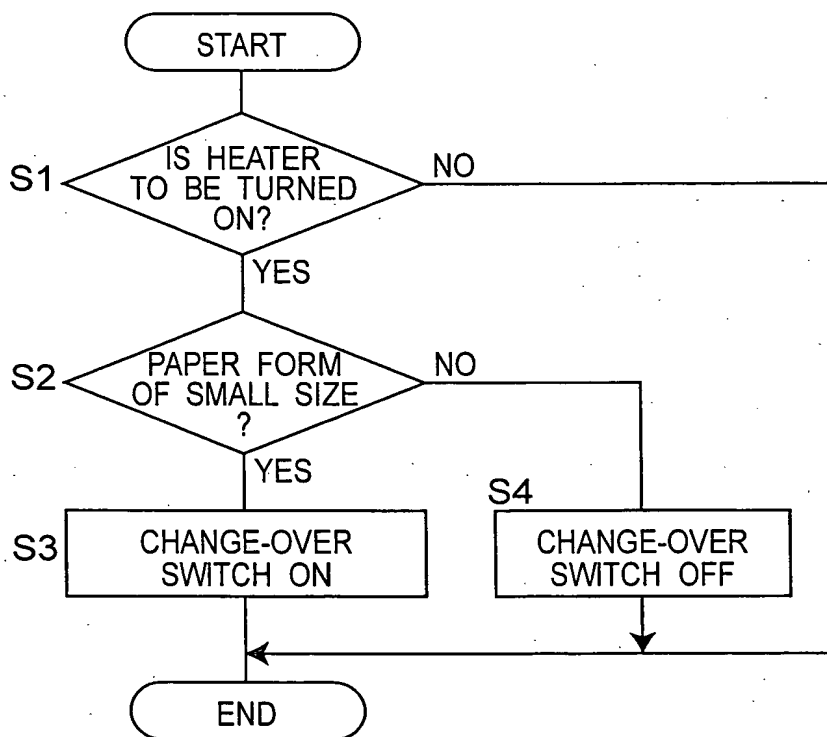 START
S1
IS HEATER
TO BE TURNED
ON?
NO
YES
S2
PAPER FORM
OF SMALL SIZE
?
NO
YES
S3
CHANGE-OVER
SWITCH ON
S4
CHANGE-OVER
SWITCH OFF
END